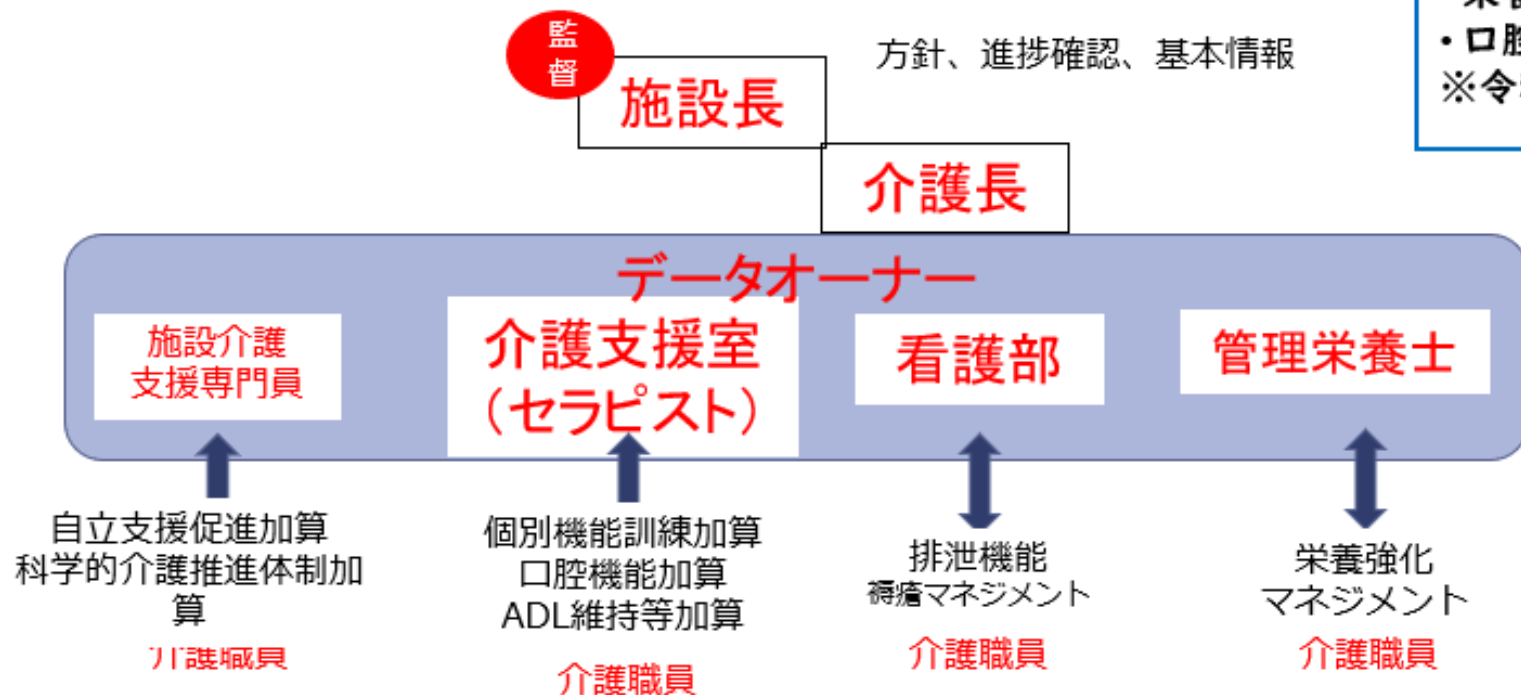 監督
施設長
方針、進捗確認、基本情報
・口腔
※令
介護長
データオーナー
施設介護
支援専門員
介護支援室
（セラピスト）
看護部
管理栄養士
自立支援促進加算
科学的介護推進体制加
算
介護職員
個別機能訓練加算
口腔機能加算
ADL維持等加算
介護職員
排泄機能
褥瘡マネジメント
介護職員
栄養強化
マネジメント
介護職員